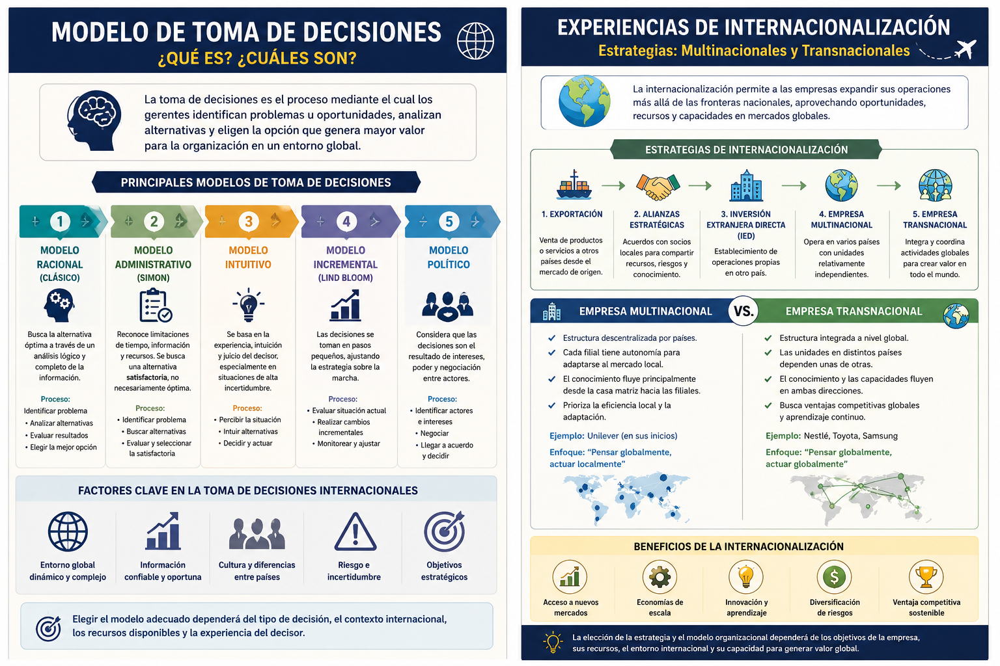 MODELO DE TOMA DE DECISIONES
¿QUÉ ES? ¿CUÁLES SON?
La toma de decisiones es el proceso mediante el cual los
gerentes identifican problemas u oportunidades, analizan
alternativas y eligen la opción que genera mayor valor
para la organización en un entorno global.
PRINCIPALES MODELOS DE TOMA DE DECISIONES
1
MODELO
RACIONAL
(CLÁSICO)
Busca la alternativa
óptima a través de un
análisis lógico y
completo de la
información.
Proceso:
Identificar problema
• Analizar alternativas
• Evaluar resultados
• Elegir la mejor opción
2
MODELO
ADMINISTRATIVO
(SIMON)
Reconoce limitaciones
de tiempo, información
y recursos. Se busca
una alternativa
satisfactoria, no
necesariamente óptima.
Proceso:
• Identificar problema
• Buscar alternativas
• Evaluar y seleccionar
la satisfactoria
3
MODELO
INTUITIVO
Se basa en la
experiencia, intuición
y juicio del decisor,
especialmente en
situaciones de alta
incertidumbre.
Proceso:
• Percibir la situación
• Intuir alternativas
• Decidir y actuar
4
MODELO
INCREMENTAL
(LIND BLOOM)
Las decisiones se
toman en pasos
pequeños, ajustando
la estrategia sobre la
marcha.
Proceso:
• Evaluar situación actual
• Realizar cambios
incrementales
• Monitorear y ajustar
5
MODELO
POLÍTICO
Considera que las
decisiones son el
resultado de intereses,
poder y negociación
entre actores.
Proceso:
• Identificar actores
e intereses
• Negociar
• Llegar a acuerdo
y decidir
FACTORES CLAVE EN LA TOMA DE DECISIONES INTERNACIONALES
Entorno global
dinámico y complejo
Información
confiable y oportuna
Cultura y diferencias
entre países
Riesgo e
incertidumbre
Objetivos
estratégicos
Elegir el modelo adecuado dependerá del tipo de decisión, el contexto internacional,
los recursos disponibles y la experiencia del decisor.
EXPERIENCIAS DE INTERNACIONALIZACIÓN
Estrategias: Multinacionales y Transnacionales
La internacionalización permite a las empresas expandir sus operaciones
más allá de las fronteras nacionales, aprovechando oportunidades,
recursos y capacidades en mercados globales.
ESTRATEGIAS DE INTERNACIONALIZACIÓN
1. EXPORTACIÓN
Venta de productos
o servicios a otros
países desde el
mercado de origen.
2. ALIANZAS
ESTRATÉGICAS
Acuerdos con socios
locales para compartir
recursos, riesgos y
conocimiento.
3. INVERSIÓN
EXTRANJERA DIRECTA
(IED)
Establecimiento de
operaciones propias
en otro país.
4. EMPRESA
MULTINACIONAL
Opera en varios países
con unidades
relativamente
independientes.
5. EMPRESA
TRANSNACIONAL
Integra y coordina
actividades globales
para crear valor en
todo el mundo.
EMPRESA MULTINACIONAL
VS.
EMPRESA TRANSNACIONAL
Estructura descentralizada por países.
Cada filial tiene autonomía para
adaptarse al mercado local.
El conocimiento fluye principalmente
desde la casa matriz hacia las filiales.
Prioriza la eficiencia local y la
adaptación.
Ejemplo: Unilever (en sus inicios)
Enfoque: “Pensar globalmente,
actuar localmente”
Estructura integrada a nivel global.
Las unidades en distintos países
dependen unas de otras.
El conocimiento y las capacidades fluyen
en ambas direcciones.
Busca ventajas competitivas globales
y aprendizaje continuo.
Ejemplo: Nestlé, Toyota, Samsung
Enfoque: “Pensar globalmente,
actuar globalmente”
BENEFICIOS DE LA INTERNACIONALIZACIÓN
Acceso a nuevos
mercados
Economías de
escala
Innovación y
aprendizaje
$
Diversificación
de riesgos
Ventaja competitiva
sostenible
La elección de la estrategia y el modelo organizacional dependerá de los objetivos de la empresa,
sus recursos, el entorno internacional y su capacidad para generar valor global.